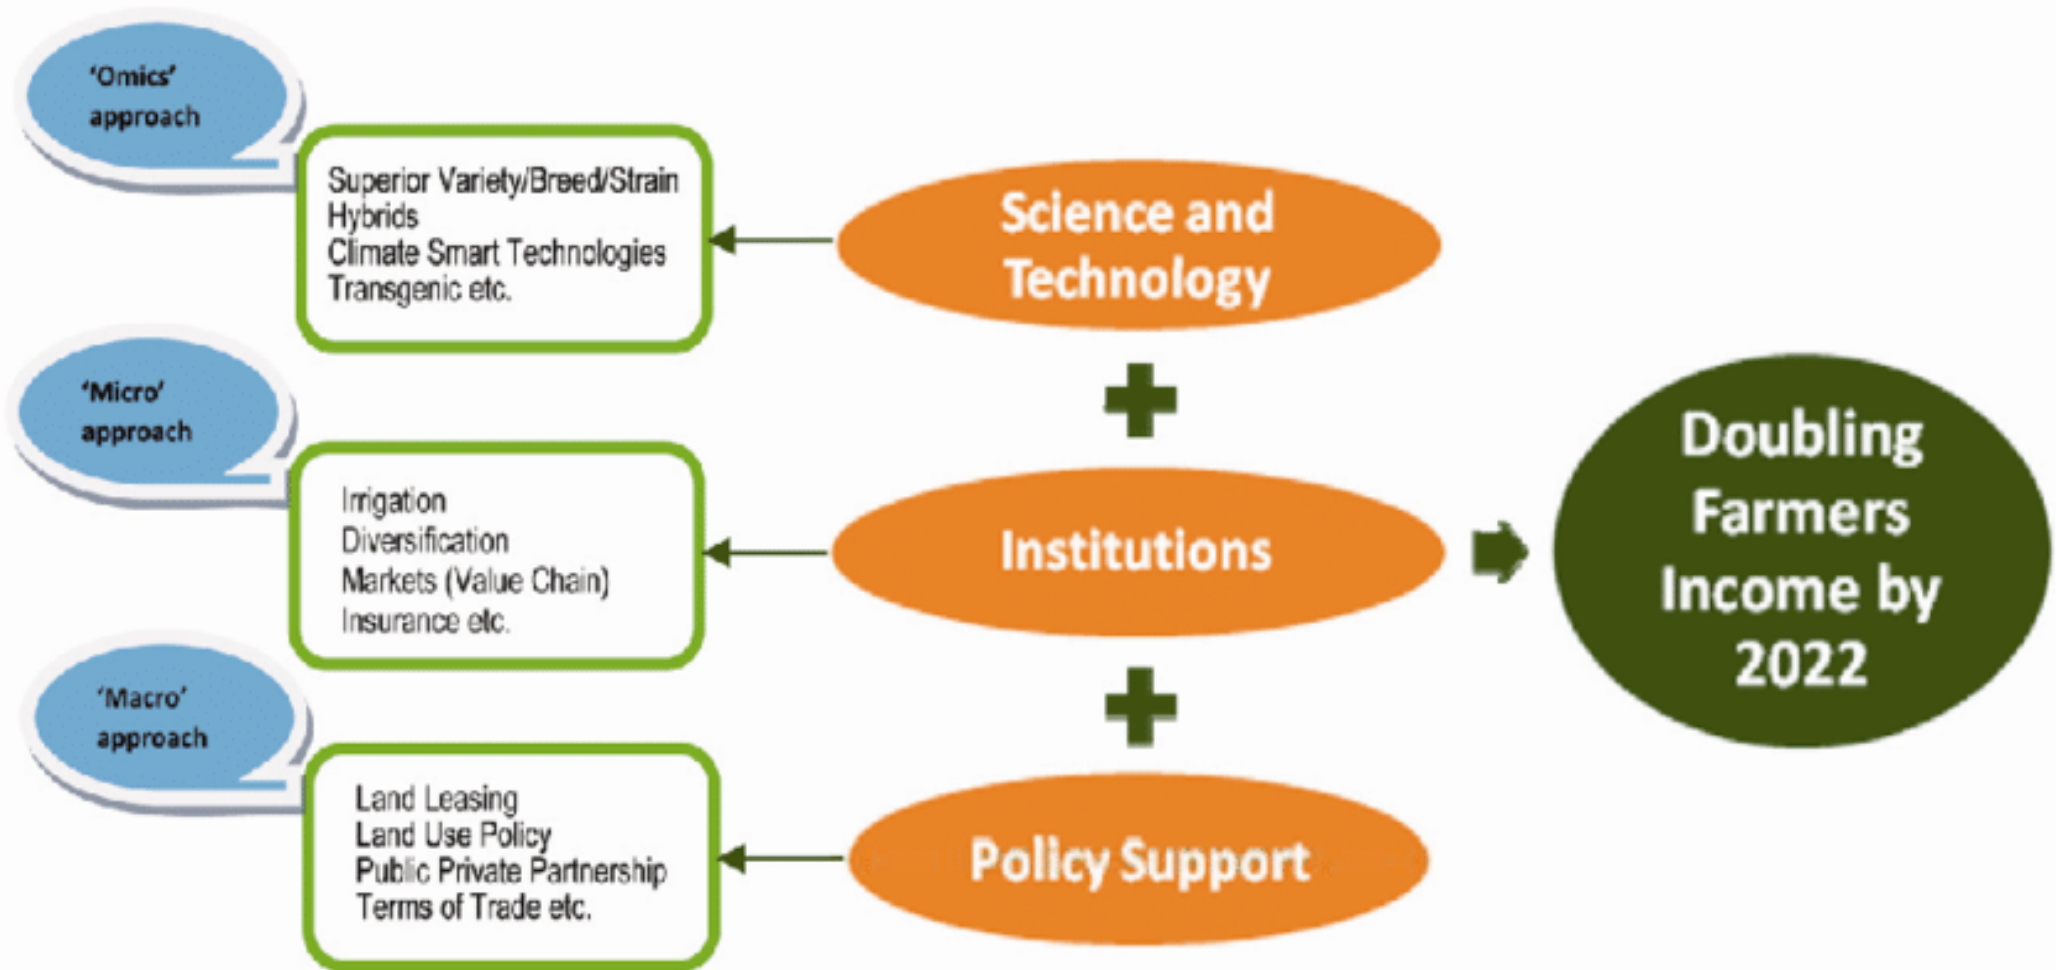 ‘Omics’
approach
Superior Variety/Breed/Strain
Hybrids
Climate Smart Technologies
Transgenic etc.
Science and
Technology
‘Micro’
approach
Irrigation
Diversification
Markets (Value Chain)
Insurance etc.
Institutions
Doubling
Farmers
Income by
2022
‘Macro’
approach
Land Leasing
Land Use Policy
Public Private Partnership
Terms of Trade etc.
Policy Support